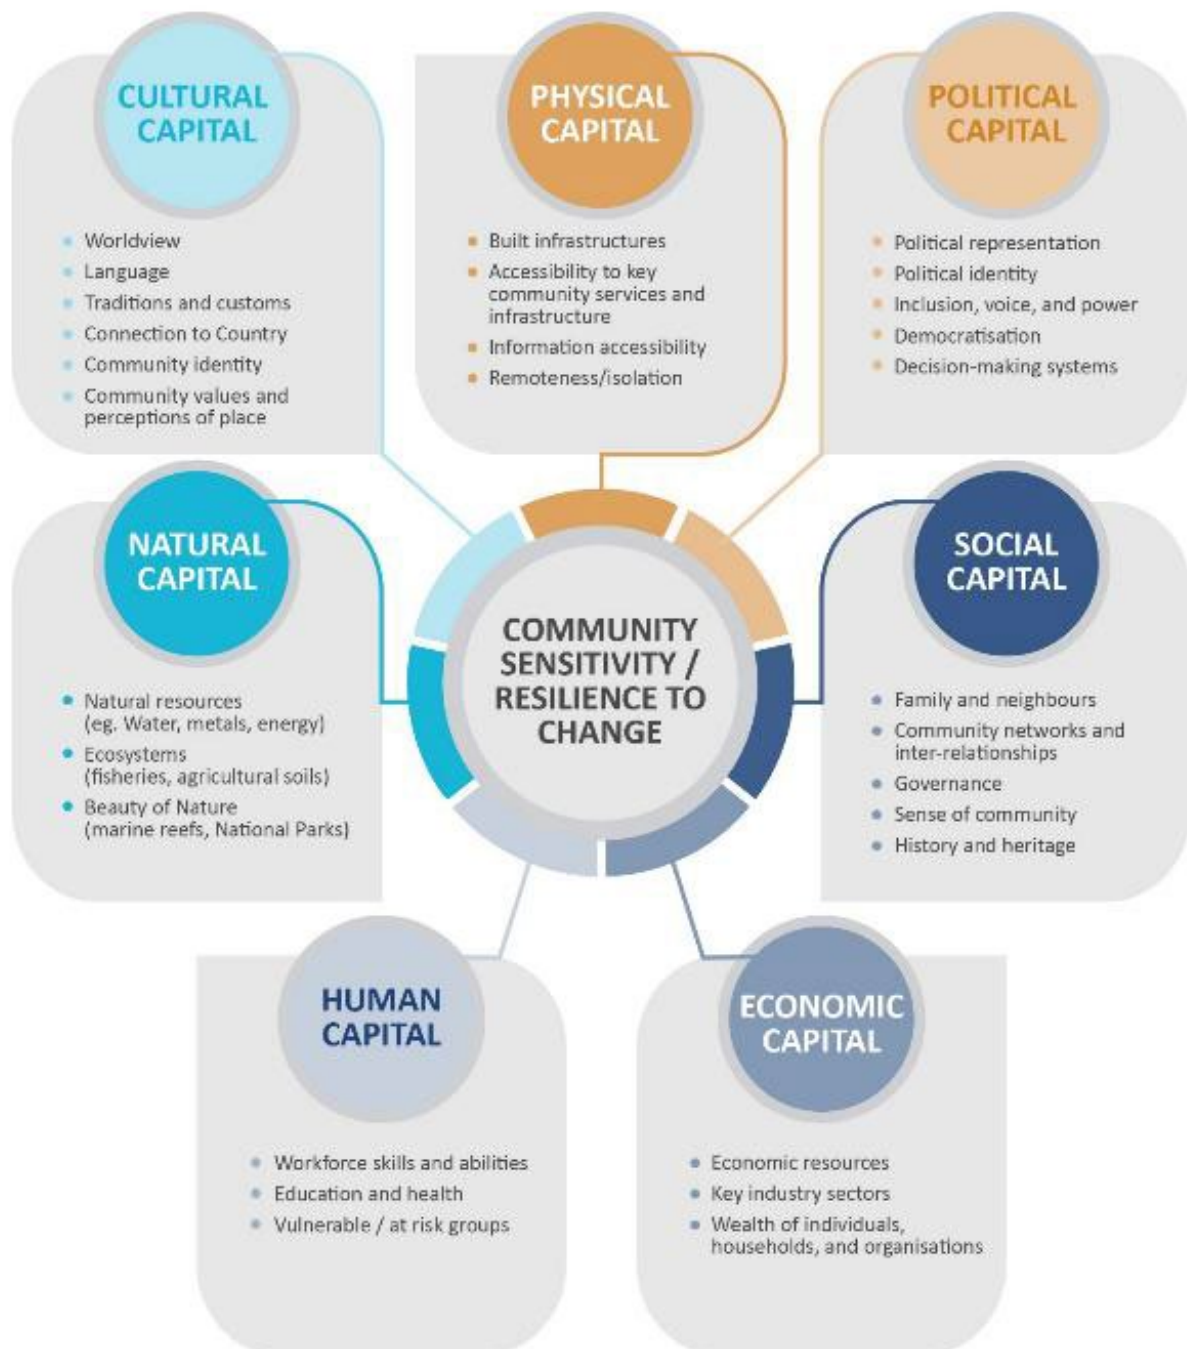 CULTURAL
CAPITAL
Worldview
Language
Traditions and customs
Connection to Country
Community identity
Community values and
perceptions of place
PHYSICAL
CAPITAL
Built infrastructures
Accessibility to key
community services and
infrastructure
Information accessibility
Remoteness/isolation
POLITICAL
CAPITAL
Political representation
Political identity
Inclusion, voice, and power
Democratisation
Decision-making systems
NATURAL
CAPITAL
Natural resources
(eg. Water, metals, energy)
Ecosystems
(fisheries, agricultural soils)
Beauty of Nature
(marine reefs, National Parks)
COMMUNITY
SENSITIVITY /
RESILIENCE TO
CHANGE
SOCIAL
CAPITAL
Family and neighbours
Community networks and
inter-relationships
Governance
Sense of community
History and heritage
HUMAN
CAPITAL
Workforce skills and abilities
Education and health
Vulnerable / at risk groups
ECONOMIC
CAPITAL
Economic resources
Key industry sectors
Wealth of individuals,
households, and organisations